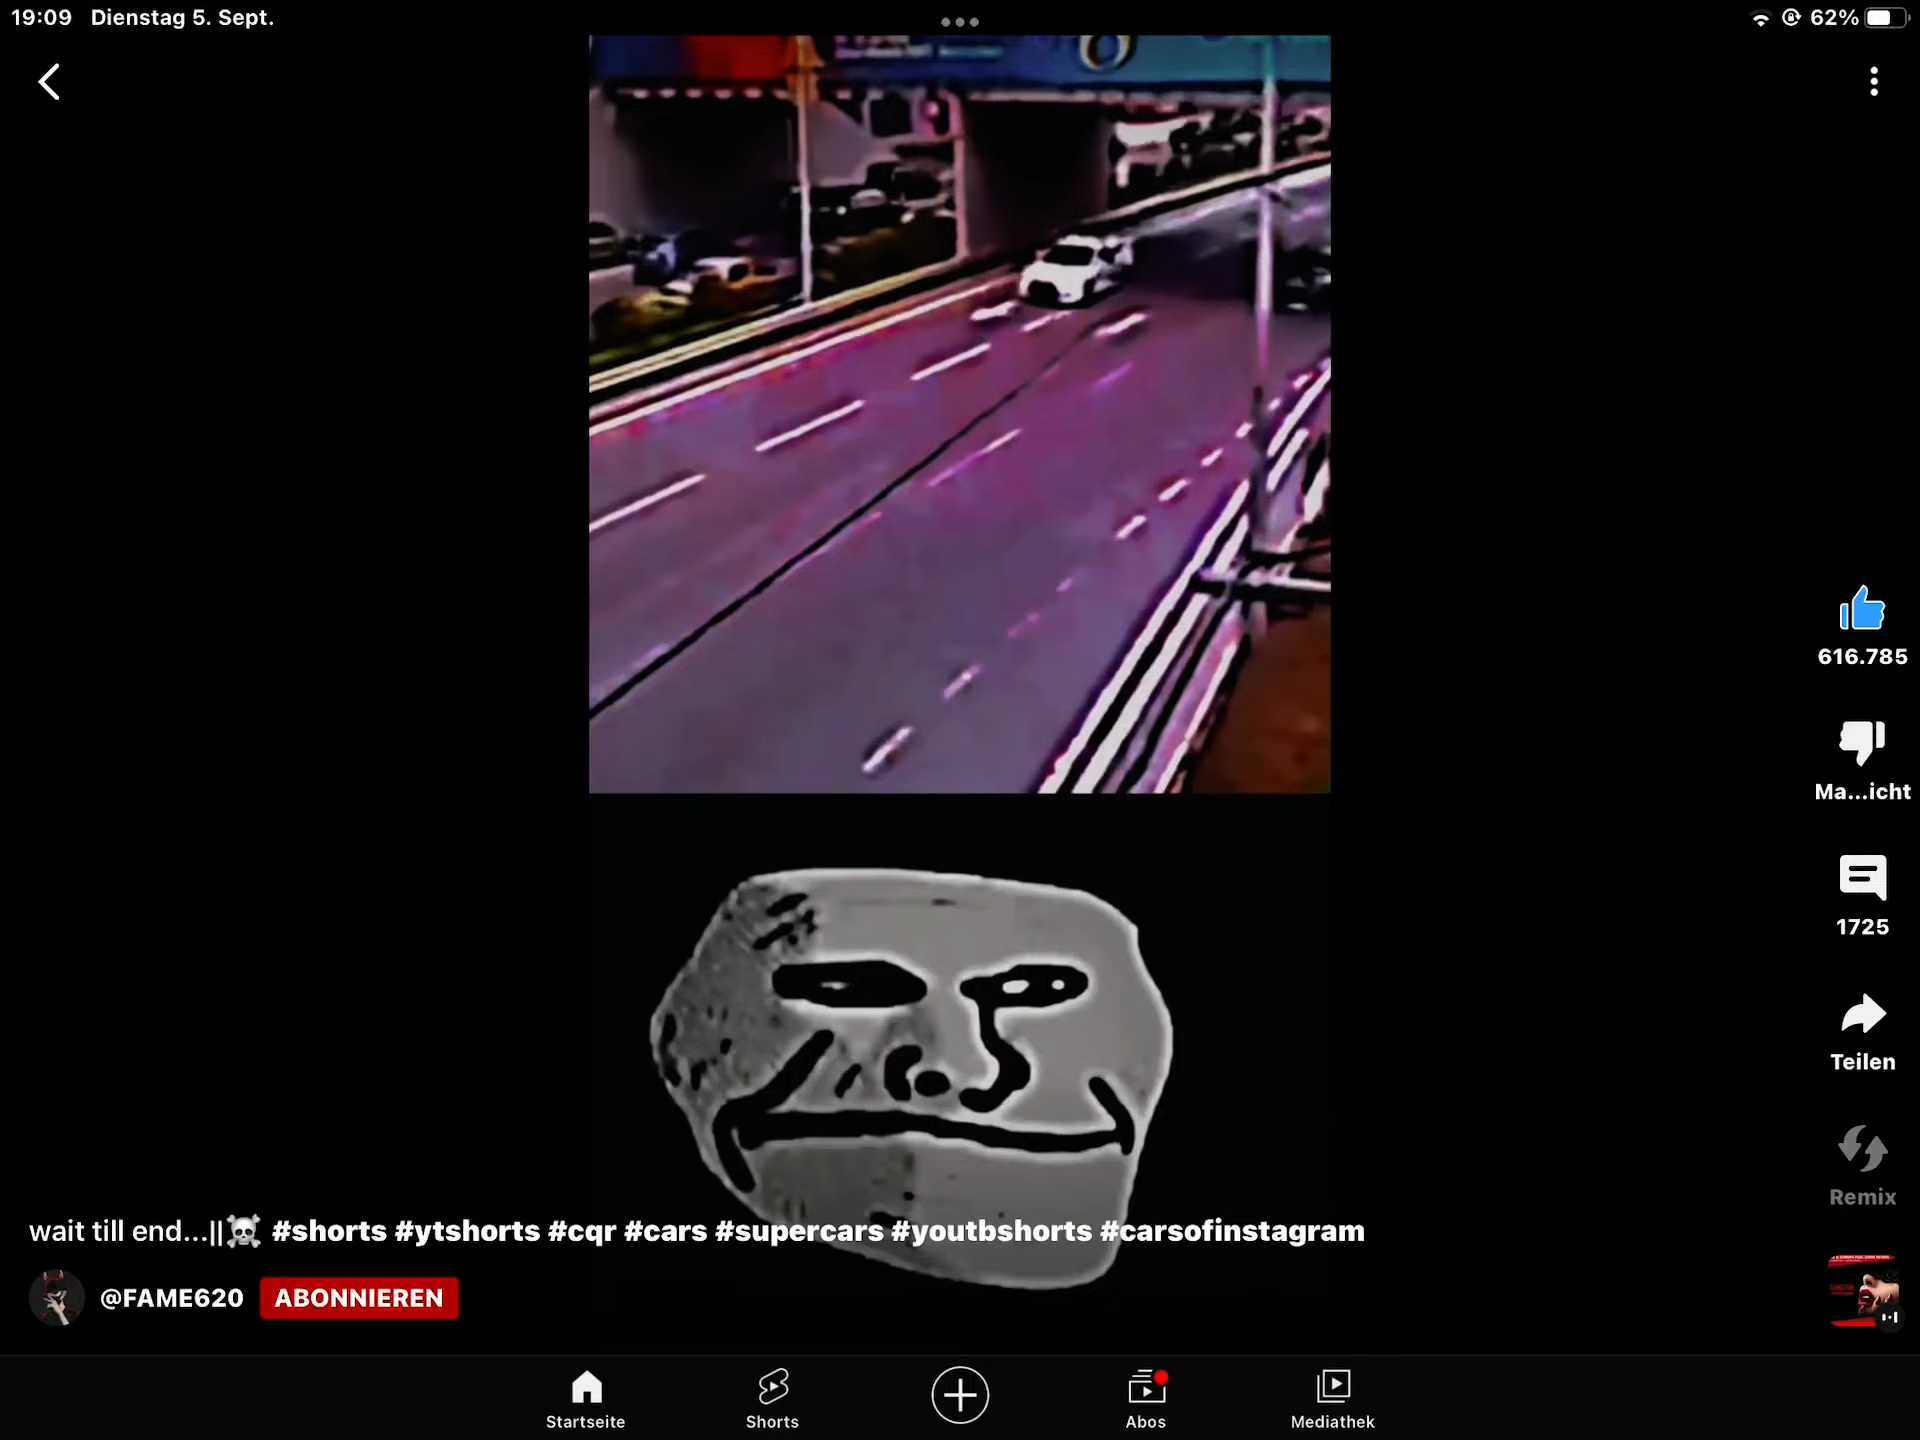 19:09 Dienstag 5. Sept.
62%
616.785
Ma...icht
1725
Teilen
Remix
wait till end...||☠️ #shorts #ytshorts #cqr #cars #supercars #youtbshorts #carsofinstagram
@FAME620 ABONNIEREN
Startseite Shorts Abos Mediathek